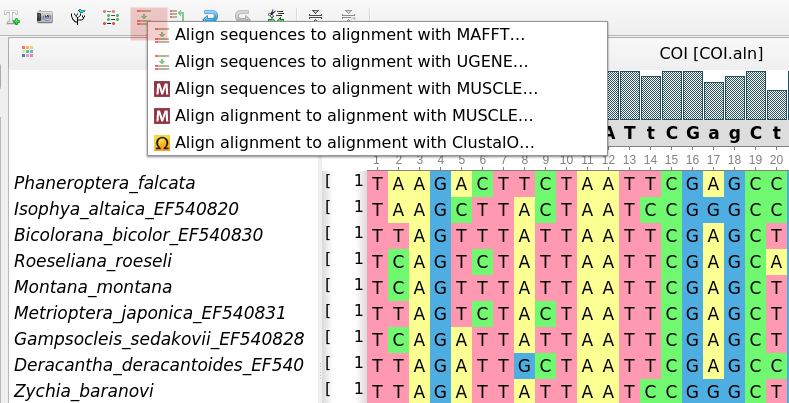 Align sequences to alignment with MAFFT...
Align sequences to alignment with UGENE...
Align sequences to alignment with MUSCLE...
Align alignment to alignment with MUSCLE...
Align alignment to alignment with ClustalO...
COI [COI.aln]
A T t C G a g C t
1 2 3 4 5 6 7 8 9 10 11 12 13 14 15 16 17 18 19 20
Phaneroptera_falcata [ 1 T A A G A C T T C T A A T T C G A G C C
Isophya_altaica_EF540820 [ 1 T A A G C T T A C T A A T C C G G G C C
Bicolorana_bicolor_EF540830 [ 1 T T A G T T T A T T A A T T C G A G C T
Roeseliana_roeseli [ 1 T C A G T C T A T T A A T T C G A G C A
Montana_montana [ 1 T C A G T T T A T T A A T T C G A G C T
Metrioptera_japonica_EF540831 [ 1 T T A G T C T A C T A A T T C G A G C T
Gampsocleis_sedakovii_EF540828 [ 1 T C A G A T T A T T A A T T C G A G C T
Deracantha_deracantoides_EF540 [ 1 T T A G A T T G C T A A T T C G A G C C
Zychia_baranovi [ 1 T T A G A T T A T T A A T C C G G G C T